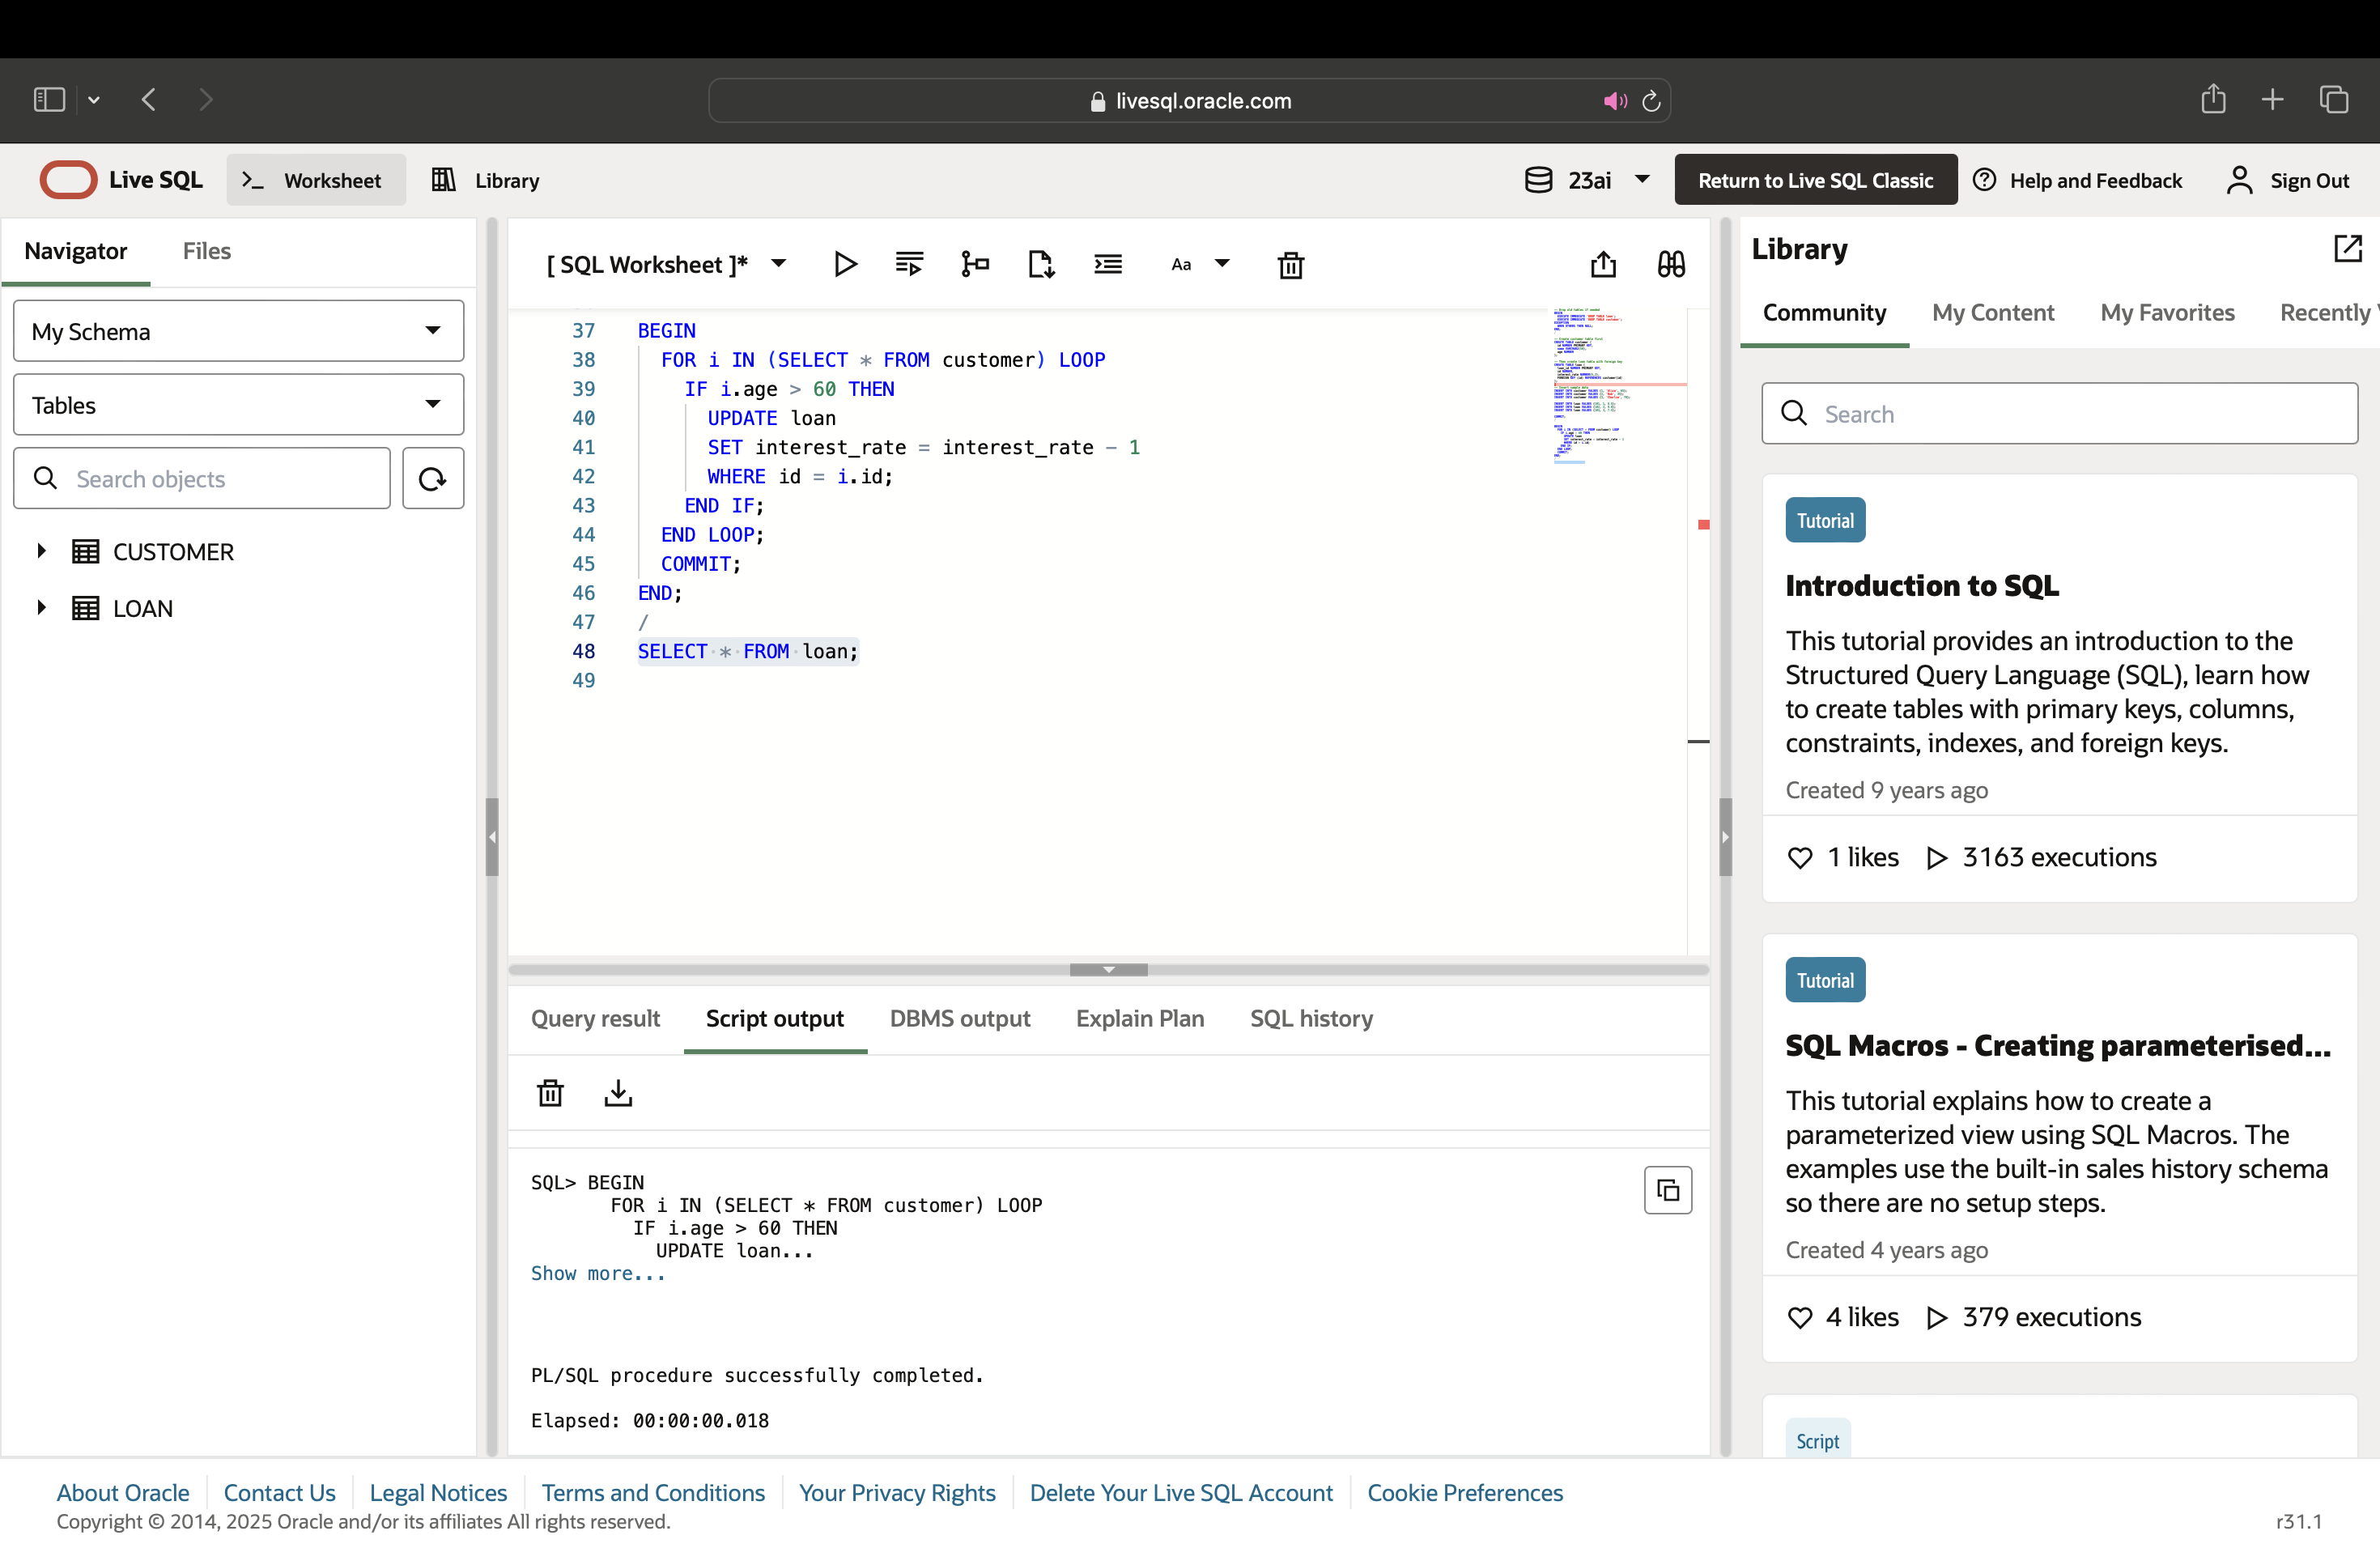 livesql.oracle.com
Live SQL
Worksheet
Library
23ai
Return to Live SQL Classic
Help and Feedback
Sign Out
Navigator
Files
My Schema
Tables
Search objects
CUSTOMER
LOAN
[ SQL Worksheet ]*
Aa
37 BEGIN
38 FOR i IN (SELECT * FROM customer) LOOP
39 IF i.age > 60 THEN
40 UPDATE loan
41 SET interest_rate = interest_rate - 1
42 WHERE id = i.id;
43 END IF;
44 END LOOP;
45 COMMIT;
46 END;
47 /
48 SELECT * FROM loan;
49
Query result
Script output
DBMS output
Explain Plan
SQL history
SQL> BEGIN
FOR i IN (SELECT * FROM customer) LOOP
IF i.age > 60 THEN
UPDATE loan...
Show more...
PL/SQL procedure successfully completed.
Elapsed: 00:00:00.018
Library
Community
My Content
My Favorites
Recently
Search
Tutorial
Introduction to SQL
This tutorial provides an introduction to the
Structured Query Language (SQL), learn how
to create tables with primary keys, columns,
constraints, indexes, and foreign keys.
Created 9 years ago
1 likes
3163 executions
Tutorial
SQL Macros - Creating parameterised...
This tutorial explains how to create a
parameterized view using SQL Macros. The
examples use the built-in sales history schema
so there are no setup steps.
Created 4 years ago
4 likes
379 executions
Script
About Oracle
Contact Us
Legal Notices
Terms and Conditions
Your Privacy Rights
Delete Your Live SQL Account
Cookie Preferences
Copyright © 2014, 2025 Oracle and/or its affiliates All rights reserved.
r31.1